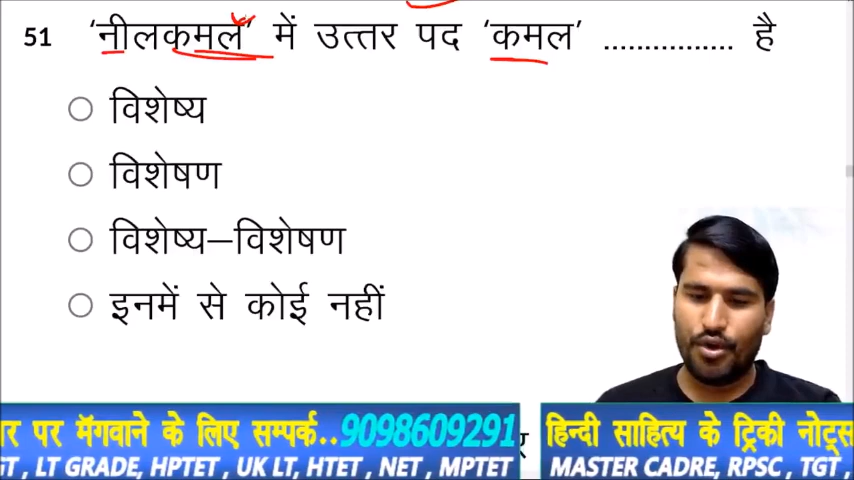 51 'नीलकमल' में उत्तर पद 'कमल' ................ है
विशेष्य
विशेषण
विशेष्य–विशेषण
इनमें से कोई नहीं
र पर मॅगवाने के लिए सम्पर्क..9098609291
हिन्दी साहित्य के ट्रिकी नोट्स
GT , LT GRADE, HPTET , UK LT, HTET , NET , MPTET
MASTER CADRE, RPSC , TGT ,